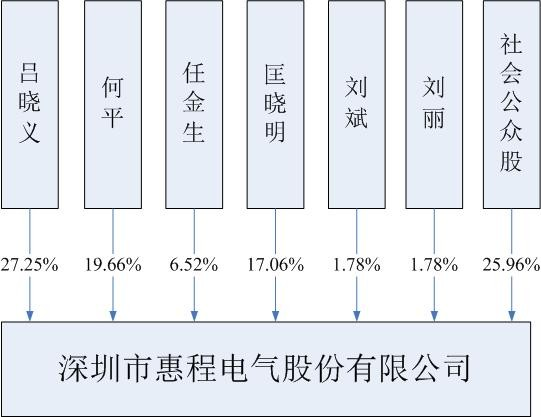 吕晓义
何平
任金生
匡晓明
刘斌
刘丽
社会公众股
27.25%
19.66%
6.52%
17.06%
1.78%
1.78%
25.96%
深圳市惠程电气股份有限公司